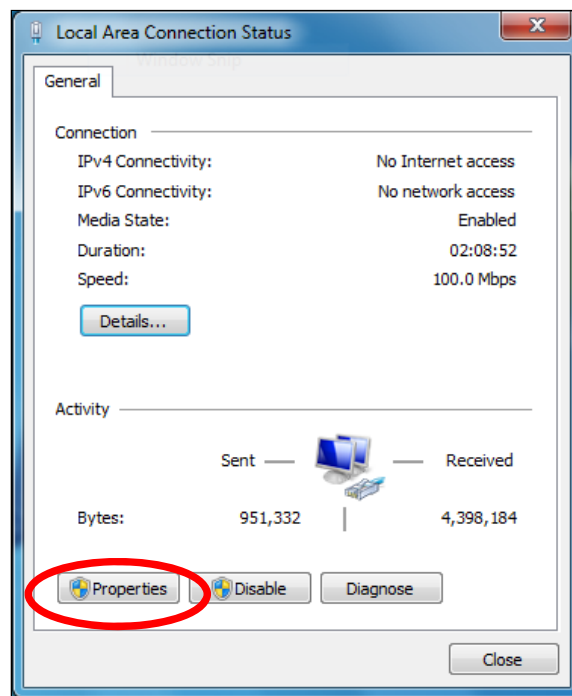 Local Area Connection Status
Window Snip
General
Connection
IPv4 Connectivity: No Internet access
IPv6 Connectivity: No network access
Media State: Enabled
Duration: 02:08:52
Speed: 100.0 Mbps
Details...
Activity
Sent Received
Bytes: 951,332 4,398,184
Properties Disable Diagnose
Close